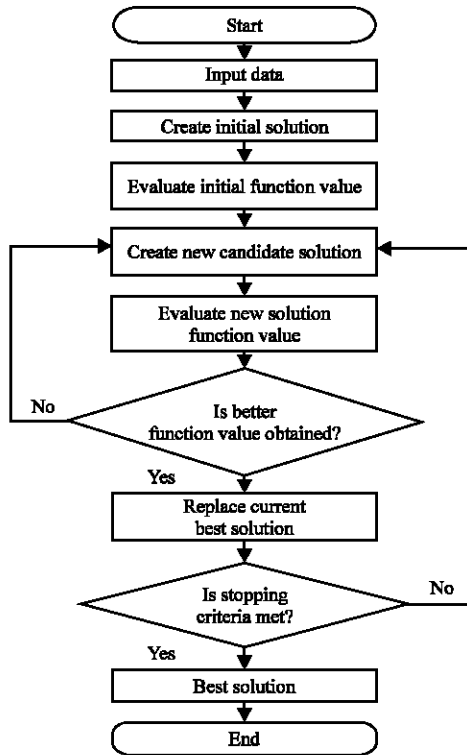 Start
Input data
Create initial solution
Evaluate initial function value
Create new candidate solution
Evaluate new solution
function value
No
Is better
function value obtained?
Yes
Replace current
best solution
Is stopping
criteria met?
No
Yes
Best solution
End